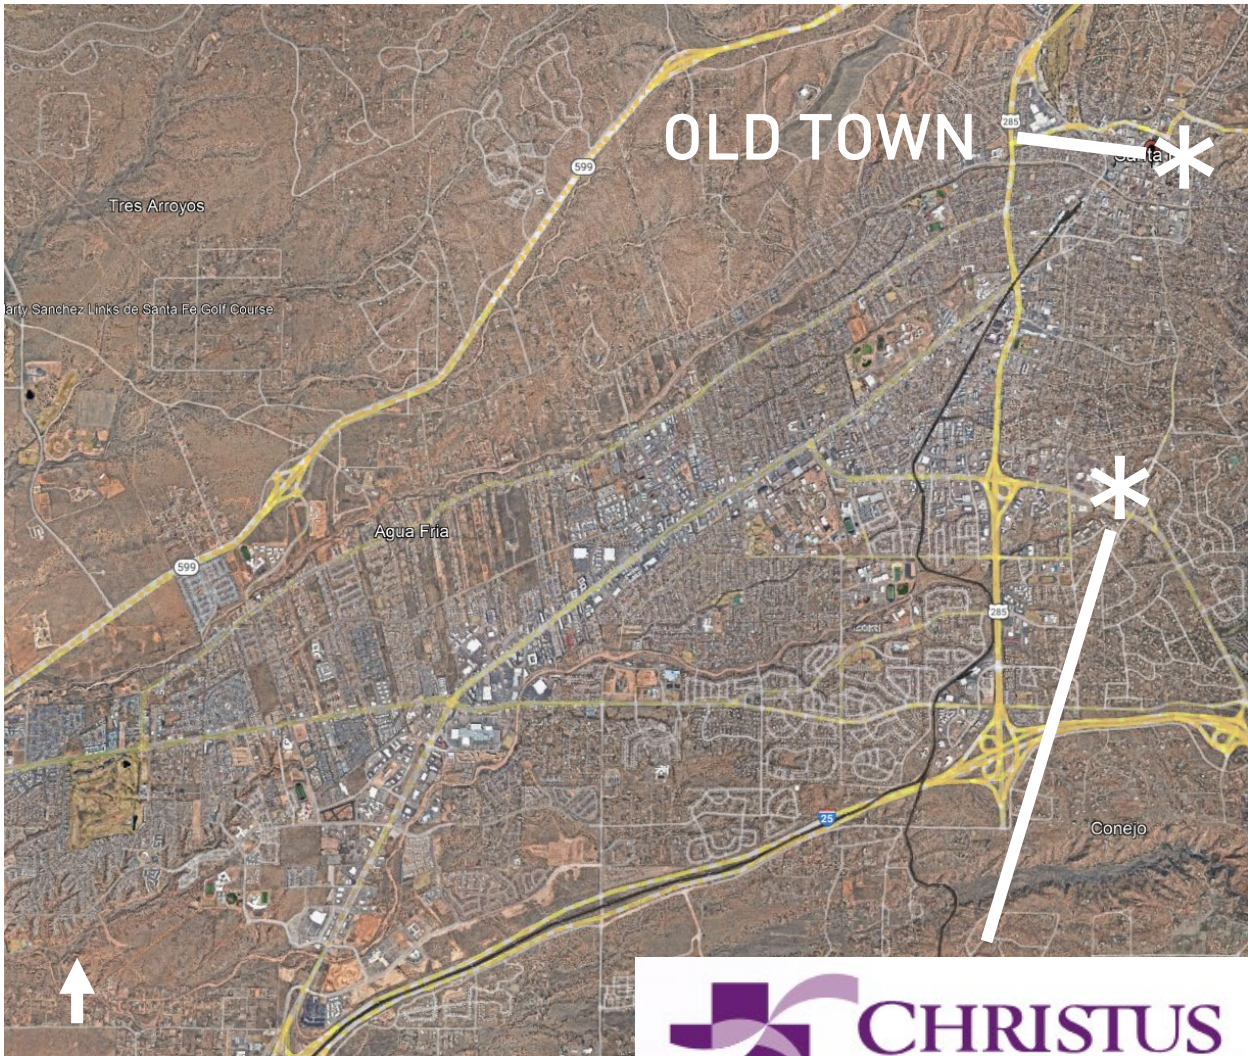 OLD TOWN
285
Santa
599
Tres Arroyos
arty Sanchez Links de Santa Fe Golf Course
Agua Fria
599
285
25
Conejo
CHRISTUS